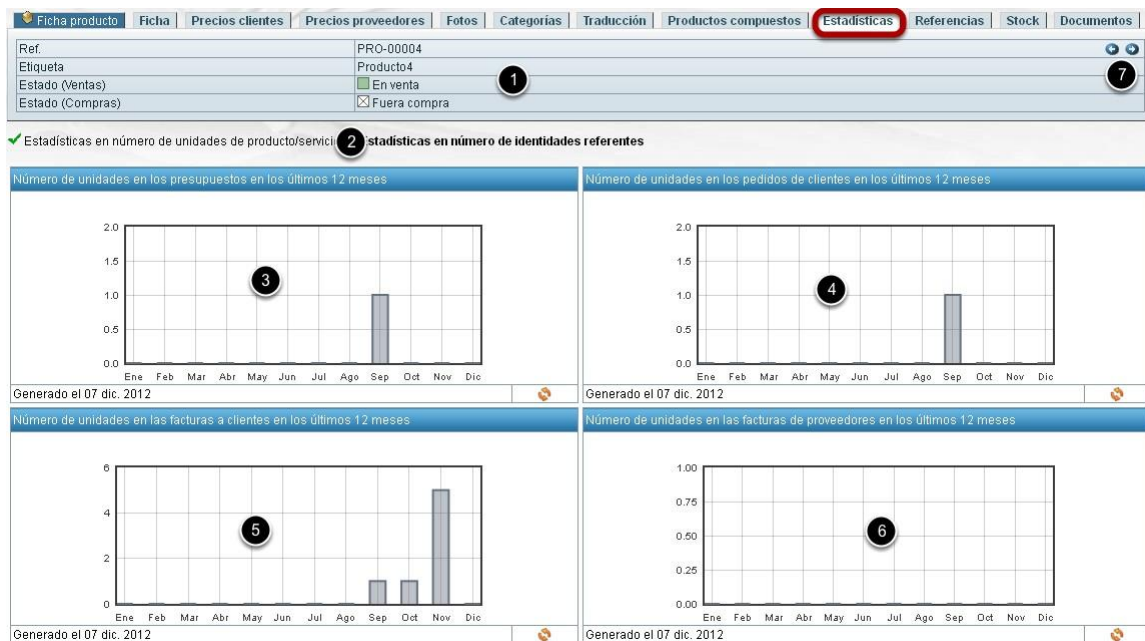 Ficha producto Ficha Precios clientes Precios proveedores Fotos Categorías Traducción Productos compuestos Estadísticas Referencias Stock Documentos
Ref. PRO-00004
Etiqueta Producto4
Estado (Ventas) En venta
Estado (Compras) Fuera compra
1
7
Estadísticas en número de unidades de 2 Estadísticas en número de identidades referentes
Número de unidades en los presupuestos en los últimos 12 meses
2.0
1.5
3
1.0
0.5
0.0
Ene Feb Mar Abr May Jun Jul Ago Sep Oct Nov Dic
Generado el 07 dic. 2012
Número de unidades en los pedidos de clientes en los últimos 12 meses
2.0
1.5
4
1.0
0.5
0.0
Ene Feb Mar Abr May Jun Jul Ago Sep Oct Nov Dic
Generado el 07 dic. 2012
Número de unidades en las facturas a clientes en los últimos 12 meses
6
4
5
2
0
Ene Feb Mar Abr May Jun Jul Ago Sep Oct Nov Dic
Generado el 07 dic. 2012
Número de unidades en las facturas de proveedores en los últimos 12 meses
1.00
0.75
6
0.50
0.25
0.00
Ene Feb Mar Abr May Jun Jul Ago Sep Oct Nov Dic
Generado el 07 dic. 2012